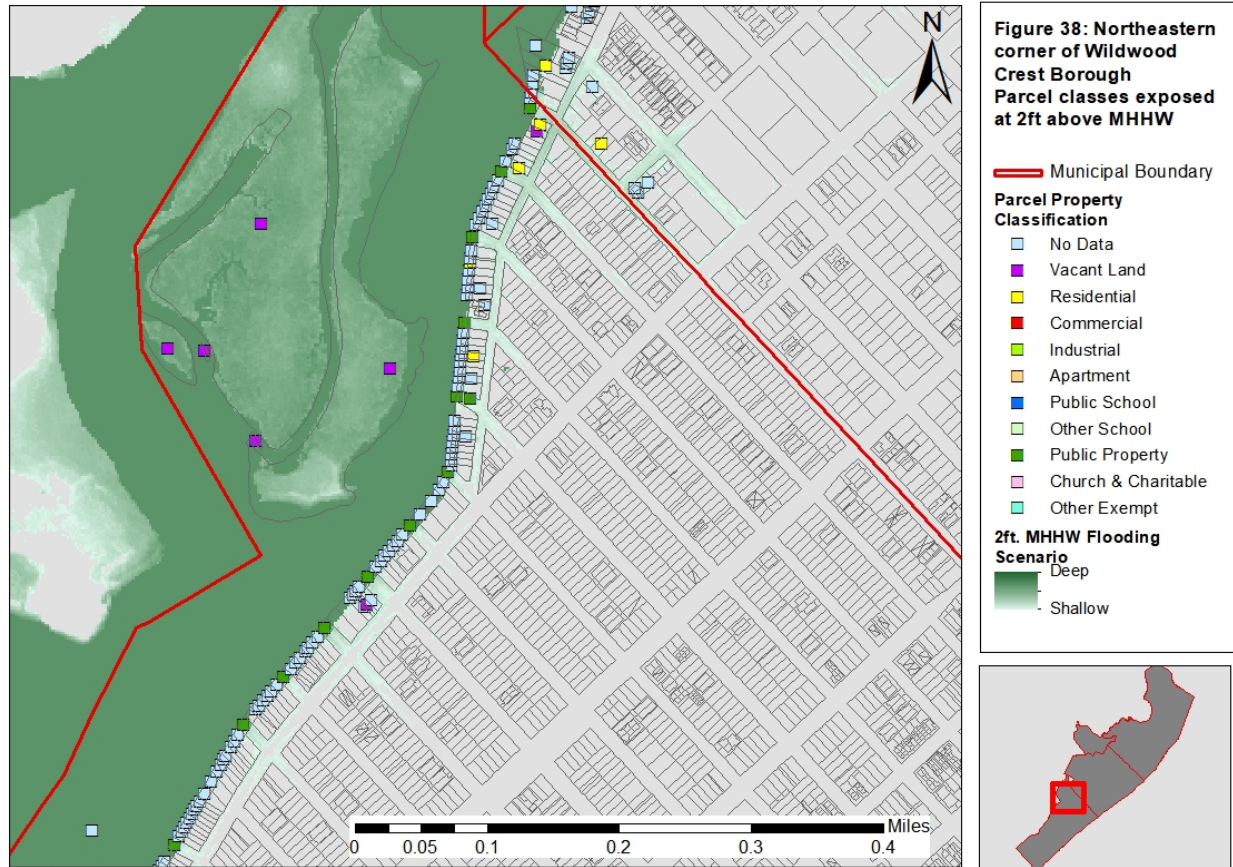 N
Figure 38: Northeastern
corner of Wildwood
Crest Borough
Parcel classes exposed
at 2ft above MHHW
Municipal Boundary
Parcel Property
Classification
No Data
Vacant Land
Residential
Commercial
Industrial
Apartment
Public School
Other School
Public Property
Church & Charitable
Other Exempt
2ft. MHHW Flooding
Scenario
Deep
Shallow
Miles
0 0.05 0.1 0.2 0.3 0.4